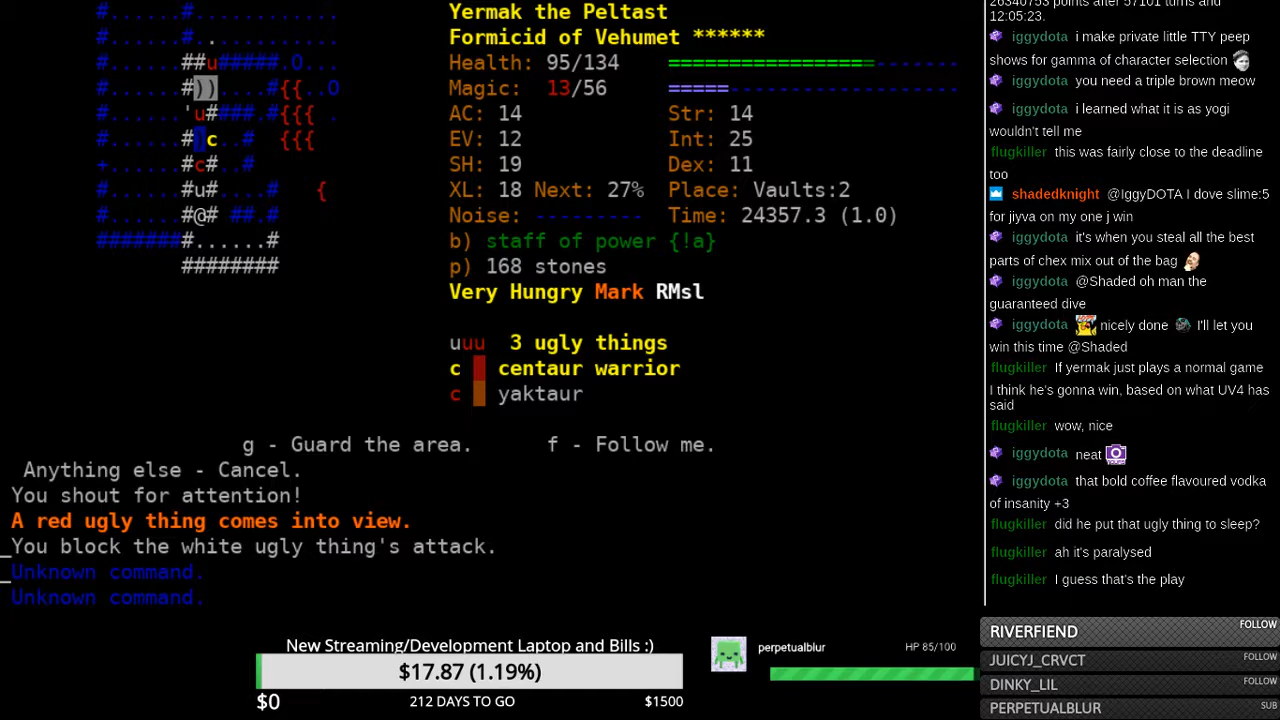 #......#...........
#......#.
##u#####.O...
#))....#{{..O
'u####.#{{{ .
#......#)c..# {{{
+......#c#..#
#......#u#....# {
#......#@# ##.#
########......#
########
Yermak the Peltast
Formicid of Vehumet ******
Health: 95/134 ===================-------
Magic: 13/56 =====---------------------
AC: 14 Str: 14
EV: 12 Int: 25
SH: 19 Dex: 11
XL: 18 Next: 27% Place: Vaults:2
Noise: --------- Time: 24357.3 (1.0)
b) staff of power {!a}
p) 168 stones
Very Hungry Mark RMsl
uuu 3 ugly things
c centaur warrior
c yaktaur
g - Guard the area. f - Follow me.
Anything else - Cancel.
You shout for attention!
A red ugly thing comes into view.
_You block the white ugly thing's attack.
_Unknown command.
Unknown command.
New Streaming/Development Laptop and Bills :)
$17.87 (1.19%)
$0 212 DAYS TO GO $1500
perpetualblur HP 85/100
26340753 points after 57101 turns and
12:05:23.
iggydota i make private little TTY peep
shows for gamma of character selection
iggydota you need a triple brown meow
iggydota i learned what it is as yogi
wouldn't tell me
flugkiller this was fairly close to the deadline
too
shadedknight @IggyDOTA I dove slime:5
for jiyva on my one j win
iggydota it's when you steal all the best
parts of chex mix out of the bag
iggydota @Shaded oh man the
guaranteed dive
iggydota nicely done I'll let you
win this time @Shaded
flugkiller If yermak just plays a normal game
I think he's gonna win, based on what UV4 has
said
flugkiller wow, nice
iggydota neat
iggydota that bold coffee flavoured vodka
of insanity +3
flugkiller did he put that ugly thing to sleep?
flugkiller ah it's paralysed
flugkiller I guess that's the play
RIVERFIEND FOLLOW
JUICYJ_CRVCT FOLLOW
DINKY_LIL FOLLOW
PERPETUALBLUR SUB